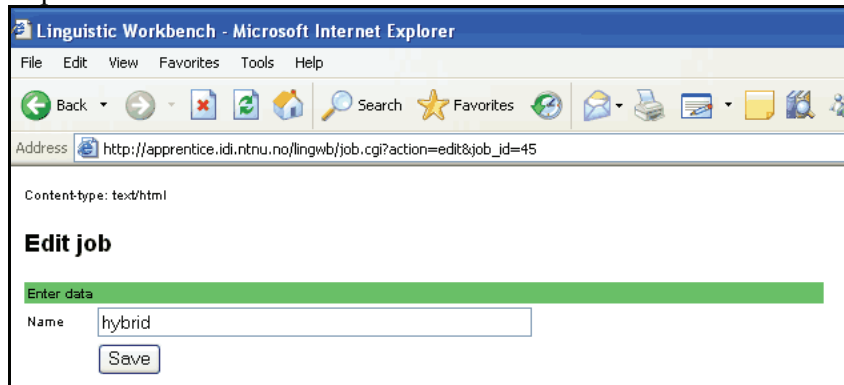 Linguistic Workbench - Microsoft Internet Explorer
File Edit View Favorites Tools Help
Back Search Favorites
Address http://apprentice.idi.ntnu.no/lingwb/job.cgi?action=edit&job_id=45
Content-type: text/html
Edit job
Enter data
Name hybrid
Save